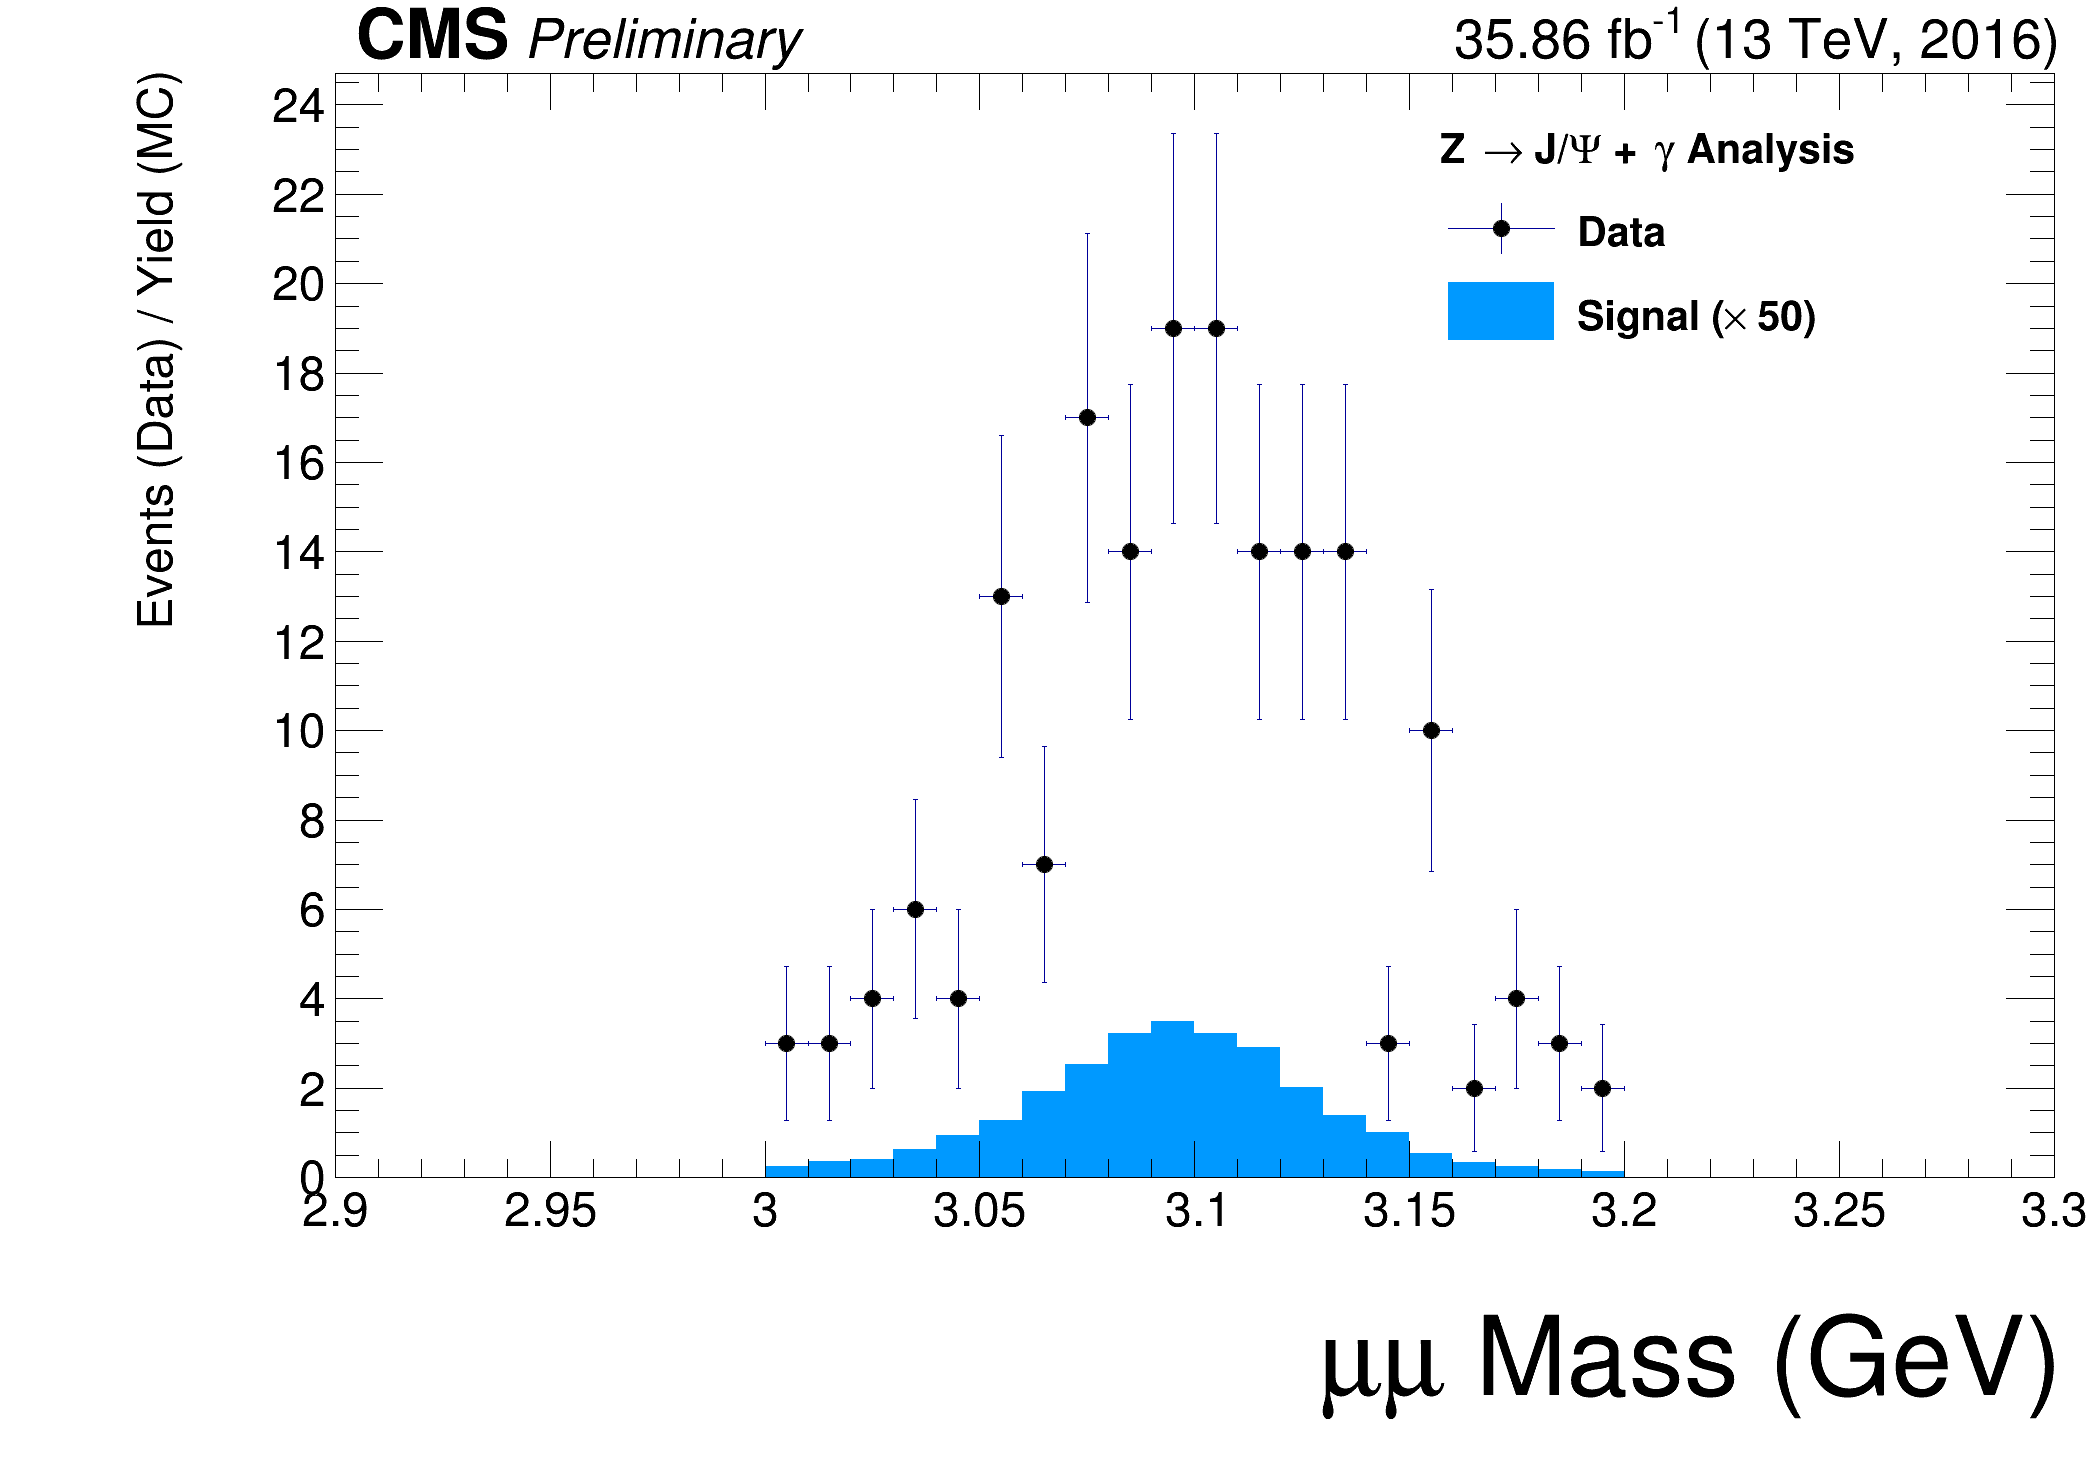 CMS Preliminary
35.86 fb⁻¹ (13 TeV, 2016)
Events (Data) / Yield (MC)
Z → J/Ψ + γ Analysis
Data
Signal (× 50)
24
22
20
18
16
14
12
10
8
6
4
2
0
2.9 2.95 3 3.05 3.1 3.15 3.2 3.25 3.3
μμ Mass (GeV)